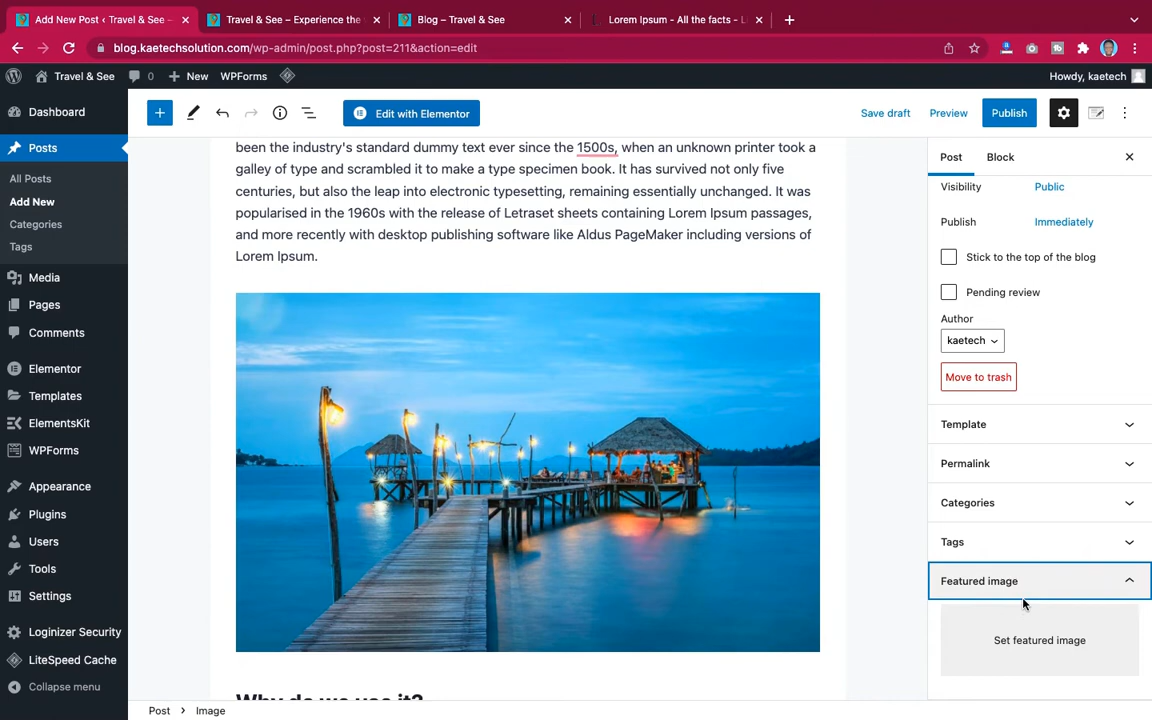 Add New Post ‹ Travel & See –
Travel & See – Experience the
Blog – Travel & See
Lorem Ipsum - All the facts - L
blog.kaetechsolution.com/wp-admin/post.php?post=211&action=edit
Travel & See
0
New
WPForms
Howdy, kaetech
Dashboard
Posts
All Posts
Add New
Categories
Tags
Media
Pages
Comments
Elementor
Templates
ElementsKit
WPForms
Appearance
Plugins
Users
Tools
Settings
Loginizer Security
LiteSpeed Cache
Collapse menu
Edit with Elementor
Save draft
Preview
Publish
been the industry's standard dummy text ever since the 1500s, when an unknown printer took a
galley of type and scrambled it to make a type specimen book. It has survived not only five
centuries, but also the leap into electronic typesetting, remaining essentially unchanged. It was
popularised in the 1960s with the release of Letraset sheets containing Lorem Ipsum passages,
and more recently with desktop publishing software like Aldus PageMaker including versions of
Lorem Ipsum.
Why do we use it?
Post
Block
Visibility
Public
Publish
Immediately
Stick to the top of the blog
Pending review
Author
kaetech
Move to trash
Template
Permalink
Categories
Tags
Featured image
Set featured image
Post
Image